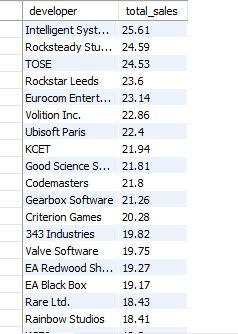 developer total_sales
Intelligent Syst... 25.61
Rocksteady Stu... 24.59
TOSE 24.53
Rockstar Leeds 23.6
Eurocom Entert... 23.14
Volition Inc. 22.86
Ubisoft Paris 22.4
KCET 21.94
Good Science S... 21.81
Codemasters 21.8
Gearbox Software 21.26
Criterion Games 20.28
343 Industries 19.82
Valve Software 19.75
EA Redwood Sh... 19.27
EA Black Box 19.17
Rare Ltd. 18.43
Rainbow Studios 18.41